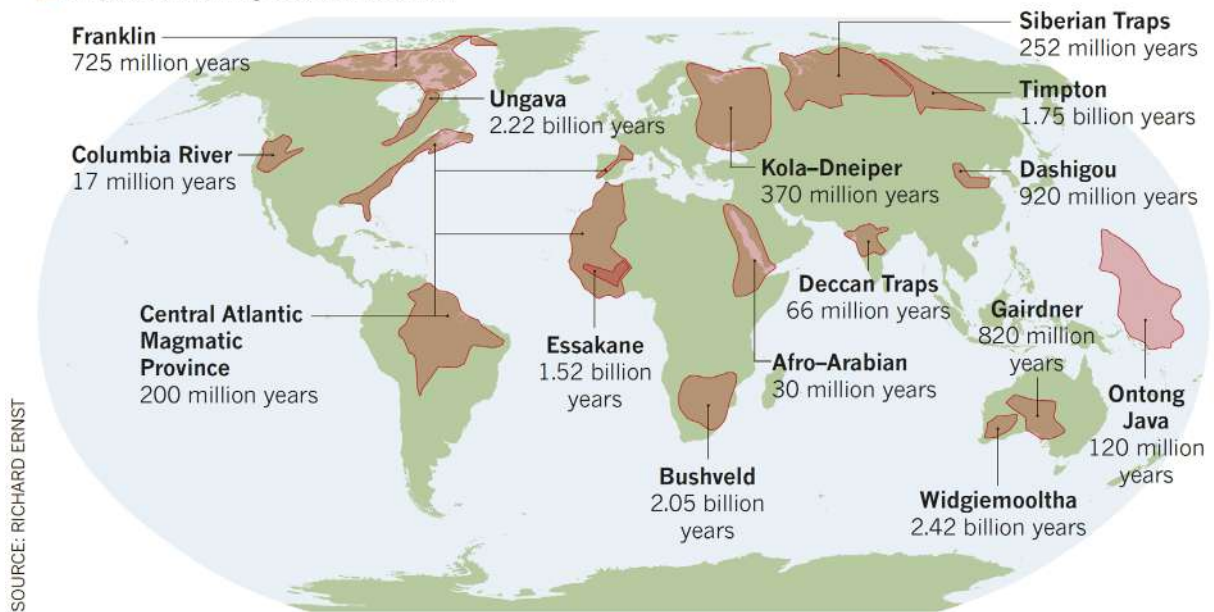 Franklin
725 million years
Siberian Traps
252 million years
Ungava
2.22 billion years
Timpton
1.75 billion years
Columbia River
17 million years
Kola–Dneiper
370 million years
Dashigou
920 million years
Deccan Traps
66 million years
Gairdner
820 million
years
Central Atlantic
Magmatic
Province
200 million years
Essakane
1.52 billion
years
Afro–Arabian
30 million years
Ontong
Java
120 million
years
Bushveld
2.05 billion
years
Widgiemooltha
2.42 billion years
SOURCE: RICHARD ERNST